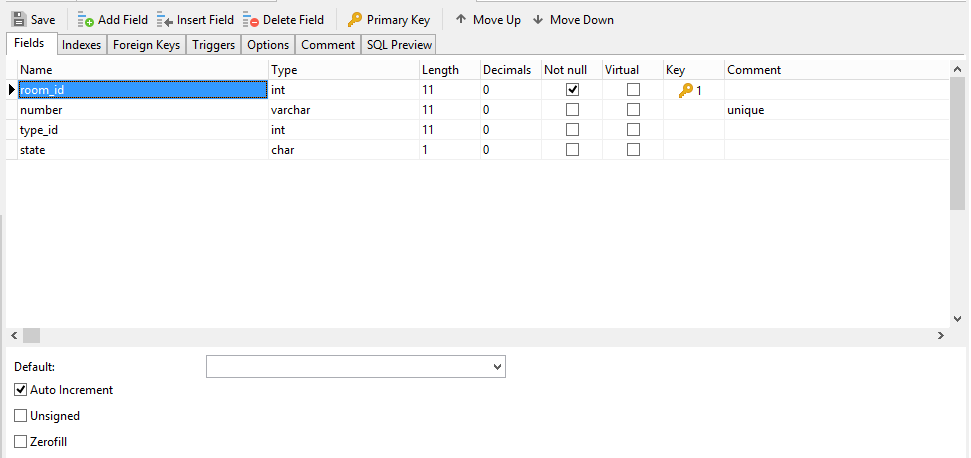 Save Add Field Insert Field Delete Field Primary Key Move Up Move Down
Fields Indexes Foreign Keys Triggers Options Comment SQL Preview
Name Type Length Decimals Not null Virtual Key Comment
room_id int 11 0 1
number varchar 11 0 unique
type_id int 11 0
state char 1 0
Default:
Auto Increment
Unsigned
Zerofill